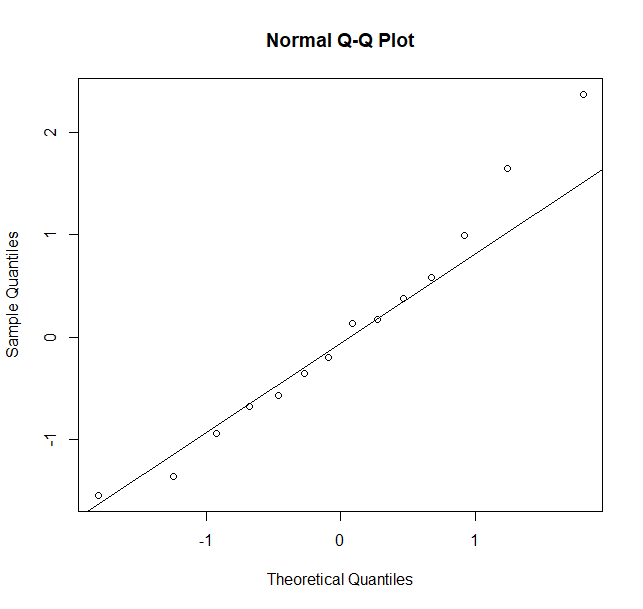 Normal Q-Q Plot
2
1
0
-1
Sample Quantiles
-1
0
1
Theoretical Quantiles